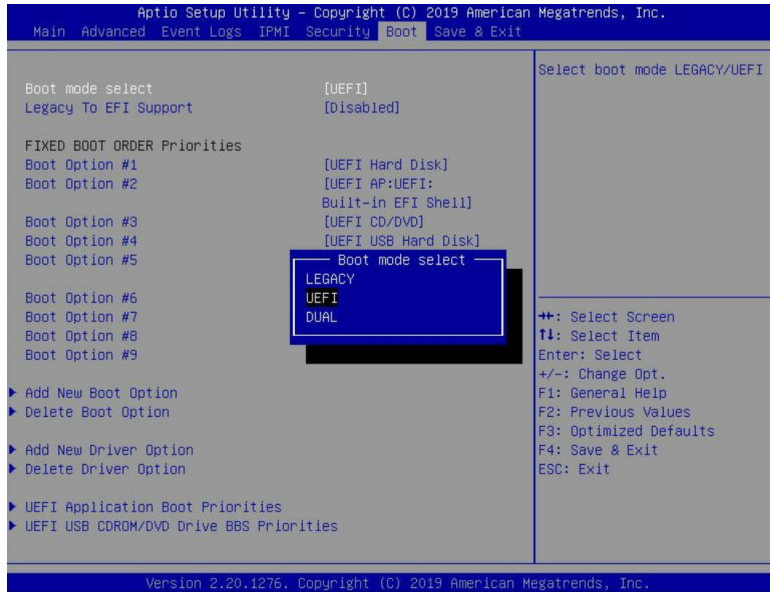 Aptio Setup Utility – Copyright (C) 2019 American Megatrends, Inc.
Main Advanced Event Logs IPMI Security Boot Save & Exit
Boot mode select [UEFI]
Legacy To EFI Support [Disabled]
FIXED BOOT ORDER Priorities
Boot Option #1 [UEFI Hard Disk]
Boot Option #2 [UEFI AP:UEFI:
Built-in EFI Shell]
Boot Option #3 [UEFI CD/DVD]
Boot Option #4 [UEFI USB Hard Disk]
Boot Option #5
Boot Option #6
Boot Option #7
Boot Option #8
Boot Option #9
Boot mode select
LEGACY
UEFI
DUAL
▶ Add New Boot Option
▶ Delete Boot Option
▶ Add New Driver Option
▶ Delete Driver Option
▶ UEFI Application Boot Priorities
▶ UEFI USB CDROM/DVD Drive BBS Priorities
Select boot mode LEGACY/UEFI
→←: Select Screen
↑↓: Select Item
Enter: Select
+/-: Change Opt.
F1: General Help
F2: Previous Values
F3: Optimized Defaults
F4: Save & Exit
ESC: Exit
Version 2.20.1276. Copyright (C) 2019 American Megatrends, Inc.